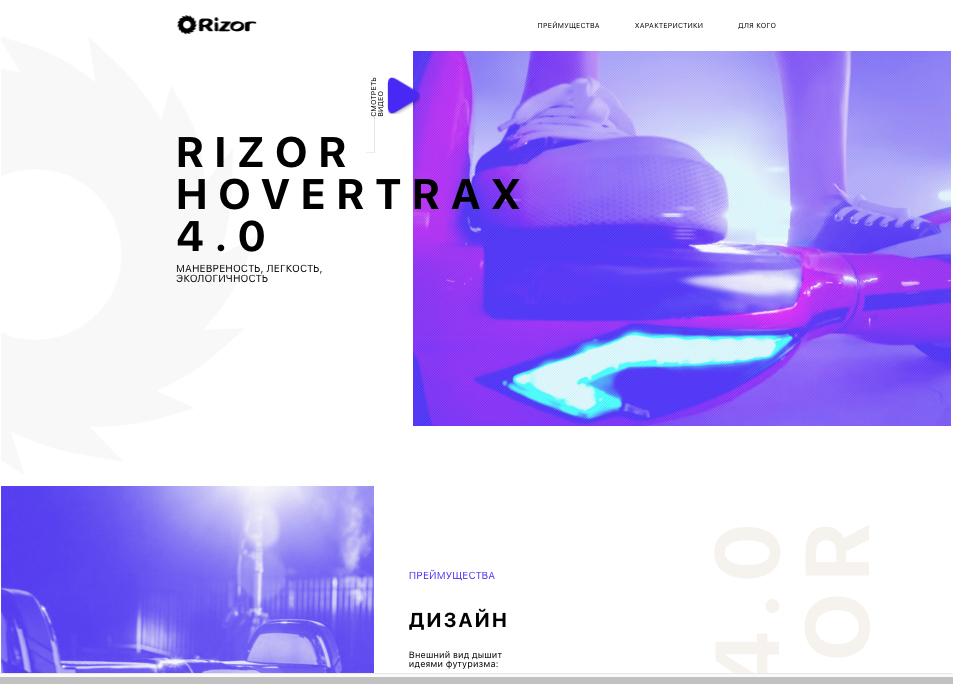 Rizor
ПРЕЙМУЩЕСТВА
ХАРАКТЕРИСТИКИ
ДЛЯ КОГО
СМОТРЕТЬ
ВИДЕО
RIZOR
HOVERTRAX
4.0
МАНЕВРЕНОСТЬ, ЛЕГКОСТЬ,
ЭКОЛОГИЧНОСТЬ
ПРЕЙМУЩЕСТВА
ДИЗАЙН
Внешний вид дышит
идеями футуризма:
OR
4.0